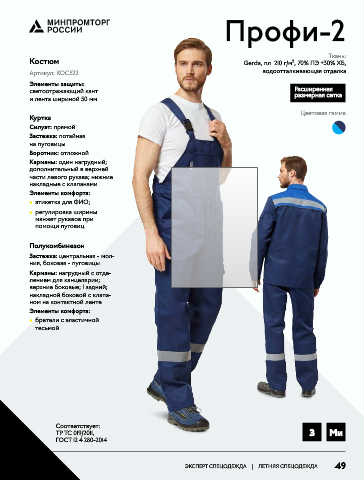 МИНПРОМТОРГ
РОССИИ
Профи-2
Ткань:
Gerda, пл. 210 г/м², 70% ПЭ +30% ХБ,
водоотталкивающая отделка
Расширенная
размерная сетка
Цветовая гамма
Костюм
Артикул: КОС333
Элементы защиты:
светоотражающий кант
и лента шириной 50 мм
Куртка
Силуэт: прямой
Застежка: потайная
на пуговицы
Воротник: отложной
Карманы: один нагрудный;
дополнительный в верхней
части левого рукава; нижние
накладные с клапанами
Элементы комфорта:
этикетка для ФИО;
регулировка ширины
манжет рукавов при
помощи пуговиц
Полукомбинезон
Застежка: центральная - мол-
ния, боковая - пуговицы
Карманы: нагрудный с отде-
лением для канцелярии;
верхние боковые; 1 задний;
накладной боковой с клапа-
ном на контактной ленте
Элементы комфорта:
бретели с эластичной
тесьмой
Соответствует:
ТР ТС 019/2011,
ГОСТ 12.4.280-2014
З
Ми
ЭКСПЕРТ СПЕЦОДЕЖДА | ЛЕТНЯЯ СПЕЦОДЕЖДА
49